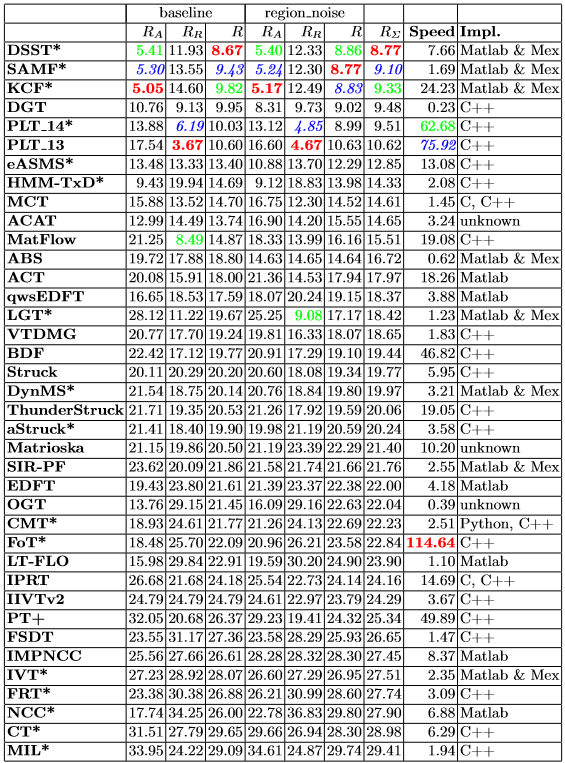 baseline region_noise
R_A R_R R R_A R_R R R_Σ Speed Impl.
DSST* 5.41 11.93 8.67 5.40 12.33 8.86 8.77 7.66 Matlab & Mex
SAMF* 5.30 13.55 9.43 5.24 12.30 8.77 9.10 1.69 Matlab & Mex
KCF* 5.05 14.60 9.82 5.17 12.49 8.83 9.33 24.23 Matlab & Mex
DGT 10.76 9.13 9.95 8.31 9.73 9.02 9.48 0.23 C++
PLT_14* 13.88 6.19 10.03 13.12 4.85 8.99 9.51 62.68 C++
PLT_13 17.54 3.67 10.60 16.60 4.67 10.63 10.62 75.92 C++
eASMS* 13.48 13.33 13.40 10.88 13.70 12.29 12.85 13.08 C++
HMM-TxD* 9.43 19.94 14.69 9.12 18.83 13.98 14.33 2.08 C++
MCT 15.88 13.52 14.70 16.75 12.30 14.52 14.61 1.45 C, C++
ACAT 12.99 14.49 13.74 16.90 14.20 15.55 14.65 3.24 unknown
MatFlow 21.25 8.49 14.87 18.33 13.99 16.16 15.51 19.08 C++
ABS 19.72 17.88 18.80 14.63 14.65 14.64 16.72 0.62 Matlab & Mex
ACT 20.08 15.91 18.00 21.36 14.53 17.94 17.97 18.26 Matlab
qwsEDFT 16.65 18.53 17.59 18.07 20.24 19.15 18.37 3.88 Matlab
LGT* 28.12 11.22 19.67 25.25 9.08 17.17 18.42 1.23 Matlab & Mex
VTDMG 20.77 17.70 19.24 19.81 16.33 18.07 18.65 1.83 C++
BDF 22.42 17.12 19.77 20.91 17.29 19.10 19.44 46.82 C++
Struck 20.11 20.29 20.20 20.60 18.08 19.34 19.77 5.95 C++
DynMS* 21.54 18.75 20.14 20.76 18.84 19.80 19.97 3.21 Matlab & Mex
ThunderStruck 21.71 19.35 20.53 21.26 17.92 19.59 20.06 19.05 C++
aStruck* 21.41 18.40 19.90 19.98 21.19 20.59 20.24 3.58 C++
Matrioska 21.15 19.86 20.50 21.19 23.39 22.29 21.40 10.20 unknown
SIR-PF 23.62 20.09 21.86 21.58 21.74 21.66 21.76 2.55 Matlab & Mex
EDFT 19.43 23.80 21.61 21.39 23.37 22.38 22.00 4.18 Matlab
OGT 13.76 29.15 21.45 16.09 29.16 22.63 22.04 0.39 unknown
CMT* 18.93 24.61 21.77 21.26 24.13 22.69 22.23 2.51 Python, C++
FoT* 18.48 25.70 22.09 20.96 26.21 23.58 22.84 114.64 C++
LT-FLO 15.98 29.84 22.91 19.59 30.20 24.90 23.90 1.10 Matlab
IPRT 26.68 21.68 24.18 25.54 22.73 24.14 24.16 14.69 C, C++
IIVTv2 24.79 24.79 24.79 24.61 22.97 23.79 24.29 3.67 C++
PT+ 32.05 20.68 26.37 29.23 19.41 24.32 25.34 49.89 C++
FSDT 23.55 31.17 27.36 23.58 28.29 25.93 26.65 1.47 C++
IMPNCC 25.56 27.66 26.61 28.28 28.32 28.30 27.45 8.37 Matlab
IVT* 27.23 28.92 28.07 26.60 27.29 26.95 27.51 2.35 Matlab & Mex
FRT* 23.38 30.38 26.88 26.21 30.99 28.60 27.74 3.09 C++
NCC* 17.74 34.25 26.00 22.78 36.83 29.80 27.90 6.88 Matlab
CT* 31.51 27.79 29.65 29.66 26.94 28.30 28.98 6.29 C++
MIL* 33.95 24.22 29.09 34.61 24.87 29.74 29.41 1.94 C++